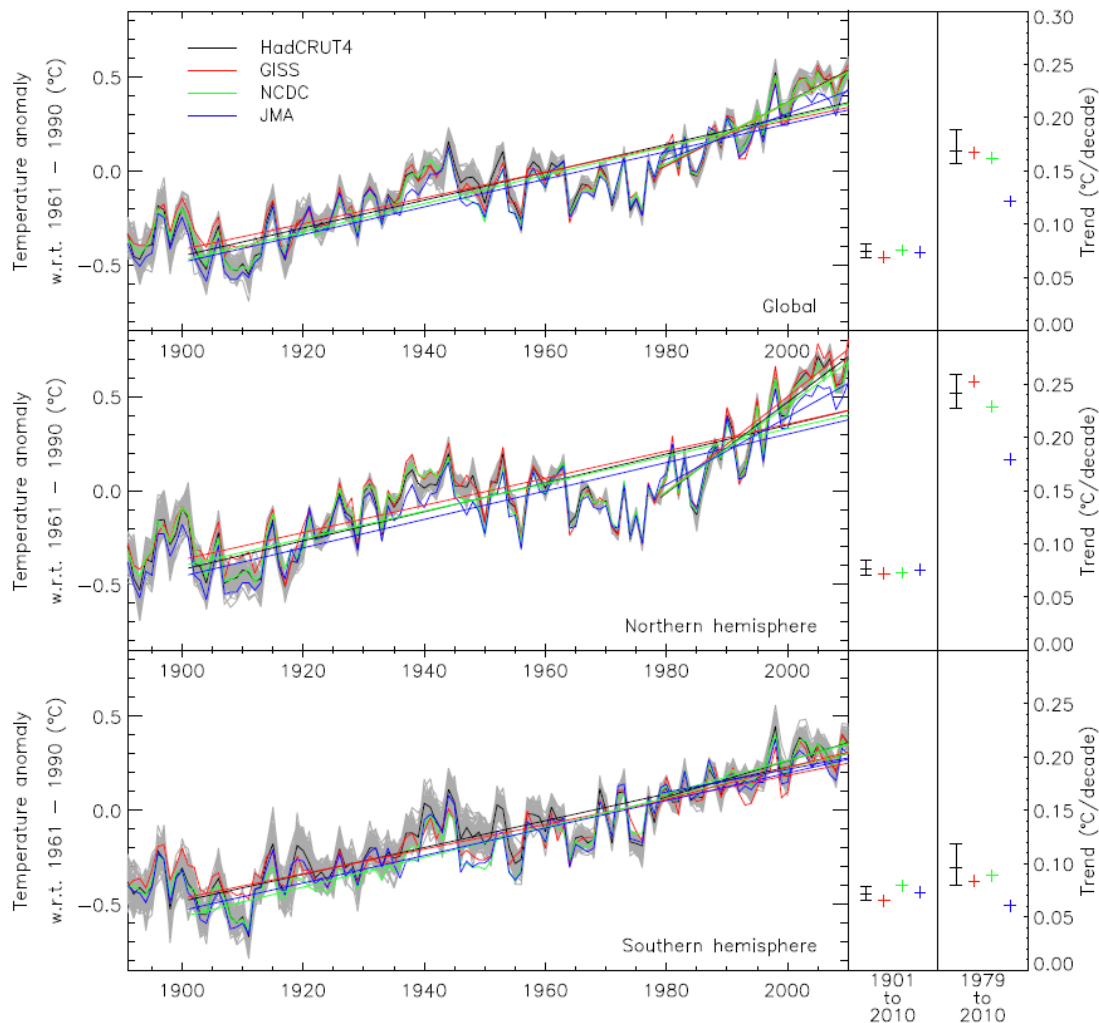 HadCRUT4
GISS
NCDC
JMA
Temperature anomaly
w.r.t. 1961 – 1990 (°C)
0.5
0.0
−0.5
Global
1900
1920
1940
1960
1980
2000
0.30
0.25
0.20
0.15
0.10
0.05
0.00
Trend (°C/decade)
Temperature anomaly
w.r.t. 1961 – 1990 (°C)
0.5
0.0
−0.5
Northern hemisphere
1900
1920
1940
1960
1980
2000
0.25
0.20
0.15
0.10
0.05
0.00
Trend (°C/decade)
Temperature anomaly
w.r.t. 1961 – 1990 (°C)
0.5
0.0
−0.5
Southern hemisphere
1900
1920
1940
1960
1980
2000
0.25
0.20
0.15
0.10
0.05
0.00
Trend (°C/decade)
1901
to
2010
1979
to
2010